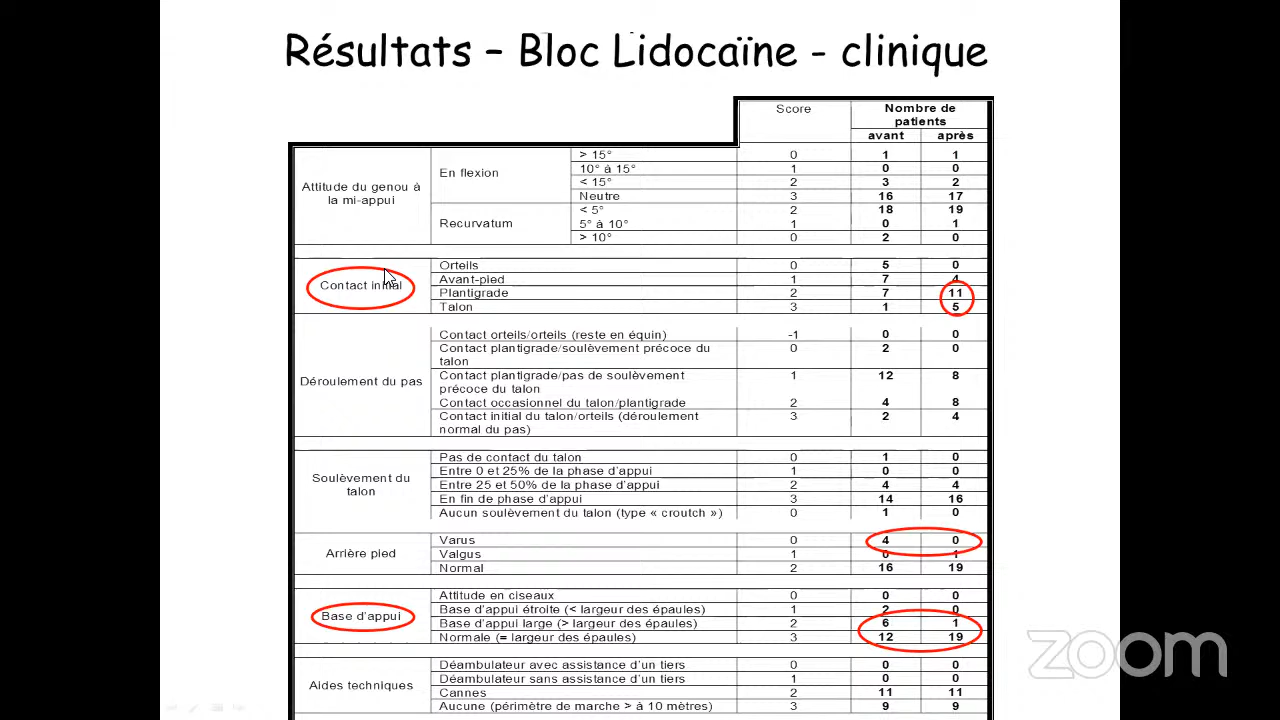 Résultats – Bloc Lidocaïne - clinique
Score
Nombre de patients
avant après
Attitude du genou à la mi-appui
En flexion
> 15° 0 1 1
10° à 15° 1 0 0
< 15° 2 3 2
Neutre 3 16 17
Recurvatum
< 5° 2 18 19
5° à 10° 1 0 1
> 10° 0 2 0
Contact initial
Orteils 0 5 0
Avant-pied 1 7 4
Plantigrade 2 7 11
Talon 3 1 5
Déroulement du pas
Contact orteils/orteils (reste en équin) -1 0 0
Contact plantigrade/soulèvement précoce du 0 2 0
talon
Contact plantigrade/pas de soulèvement 1 12 8
précoce du talon
Contact occasionnel du talon/plantigrade 2 4 8
Contact initial du talon/orteils (déroulement 3 2 4
normal du pas)
Soulèvement du talon
Pas de contact du talon 0 1 0
Entre 0 et 25% de la phase d'appui 1 0 0
Entre 25 et 50% de la phase d'appui 2 4 4
En fin de phase d'appui 3 14 16
Aucun soulèvement du talon (type « croutch ») 0 1 0
Arrière pied
Varus 0 4 0
Valgus 1 0 1
Normal 2 16 19
Base d'appui
Attitude en ciseaux 0 0 0
Base d'appui étroite (< largeur des épaules) 1 2 0
Base d'appui large (> largeur des épaules) 2 6 1
Normale (= largeur des épaules) 3 12 19
Aides techniques
Déambulateur avec assistance d'un tiers 0 0 0
Déambulateur sans assistance d'un tiers 1 0 0
Cannes 2 11 11
Aucune (périmètre de marche > à 10 mètres) 3 9 9
zoom